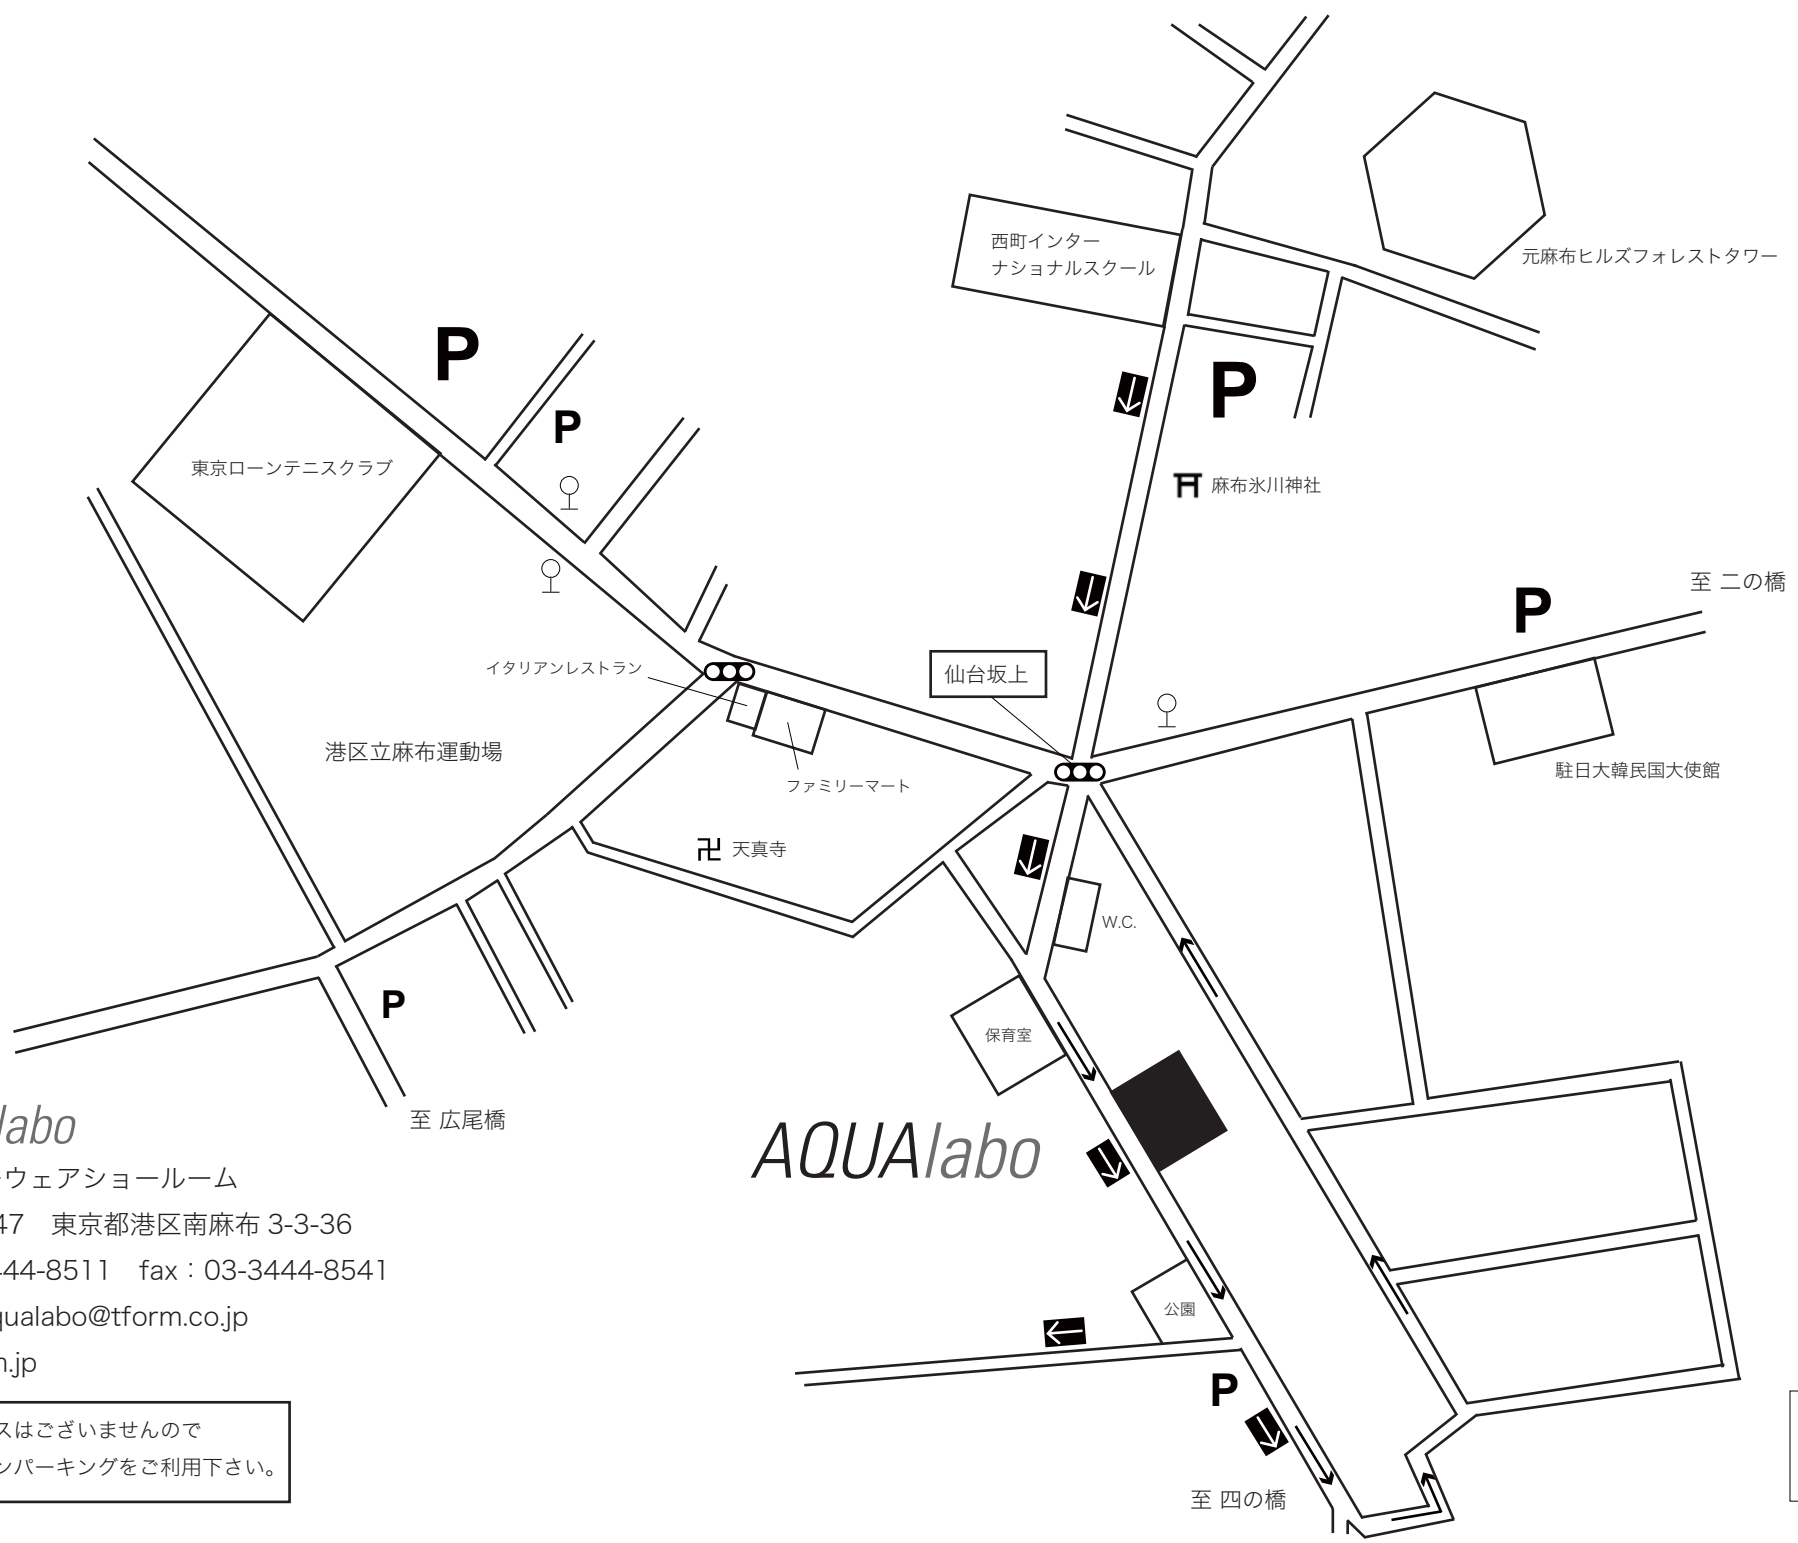 西町インター
ナショナルスクール
元麻布ヒルズフォレストタワー
P
P
P
東京ローンテニスクラブ
麻布氷川神社
至 二の橋
P
イタリアンレストラン
仙台坂上
港区立麻布運動場
ファミリーマート
駐日大韓民国大使館
卍 天真寺
W.C.
P
保育室
至 広尾橋
AQUAlabo
labo
ウェアショールーム
47 東京都港区南麻布 3-3-36
44-8511 fax：03-3444-8541
qualabo@tform.co.jp
.jp
公園
P
スはございませんので
ンパーキングをご利用下さい。
至 四の橋